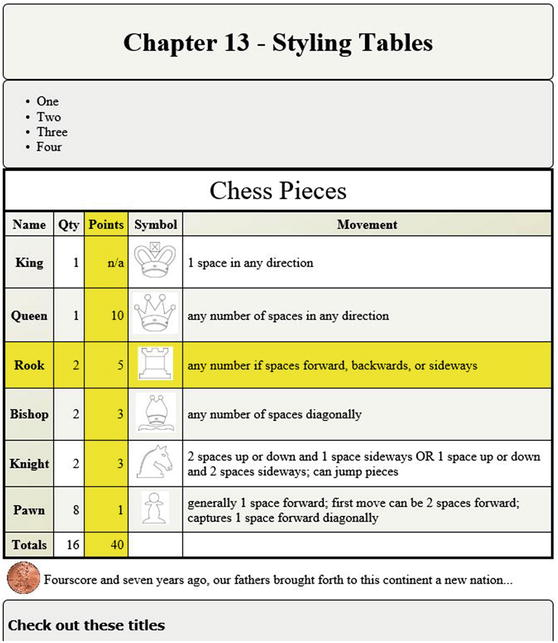 Chapter 13 - Styling Tables
• One
• Two
• Three
• Four
Chess Pieces
Name Qty Points Symbol Movement
King 1 n/a 1 space in any direction
Queen 1 10 any number of spaces in any direction
Rook 2 5 any number if spaces forward, backwards, or sideways
Bishop 2 3 any number of spaces diagonally
Knight 2 3 2 spaces up or down and 1 space sideways OR 1 space up or down
and 2 spaces sideways; can jump pieces
Pawn 8 1 generally 1 space forward; first move can be 2 spaces forward;
captures 1 space forward diagonally
Totals 16 40
Fourscore and seven years ago, our fathers brought forth to this continent a new nation...
Check out these titles